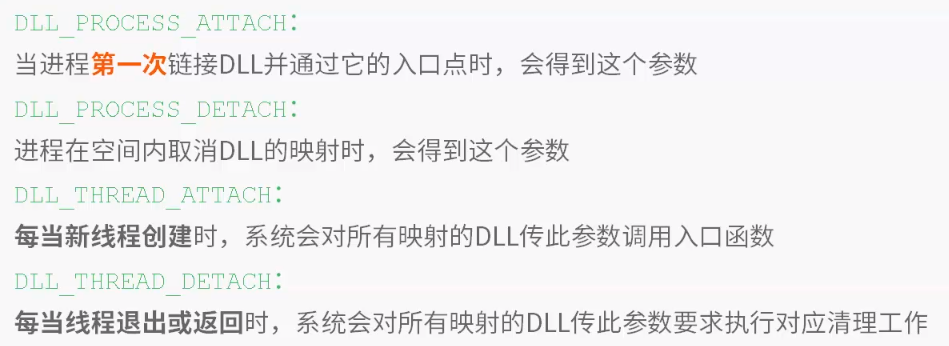 DLL_PROCESS_ATTACH：
当进程第一次链接DLL并通过它的入口点时，会得到这个参数
DLL_PROCESS_DETACH：
进程在空间内取消DLL的映射时，会得到这个参数
DLL_THREAD_ATTACH：
每当新线程创建时，系统会对所有映射的DLL传此参数调用入口函数
DLL_THREAD_DETACH：
每当线程退出或返回时，系统会对所有映射的DLL传此参数要求执行对应清理工作